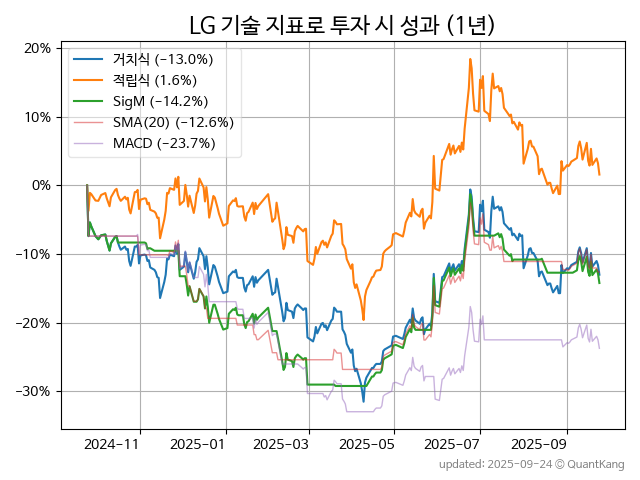 LG 기술 지표로 투자 시 성과 (1년)
20%
10%
0%
−10%
−20%
−30%
거치식 (−13.0%)
적립식 (1.6%)
SigM (−14.2%)
SMA(20) (−12.6%)
MACD (−23.7%)
2024-11
2025-01
2025-03
2025-05
2025-07
2025-09
updated: 2025-09-24 © QuantKang